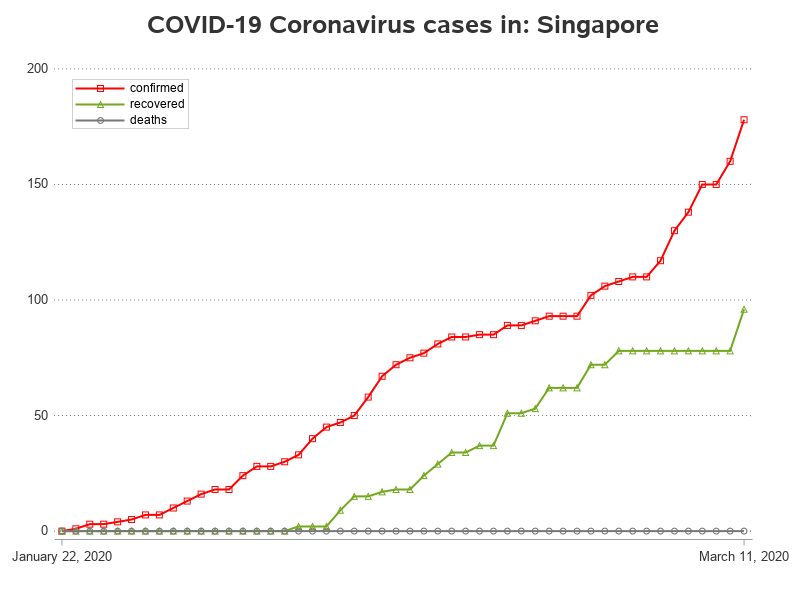 COVID-19 Coronavirus cases in: Singapore
200
confirmed
recovered
deaths
150
100
50
0
January 22, 2020
March 11, 2020